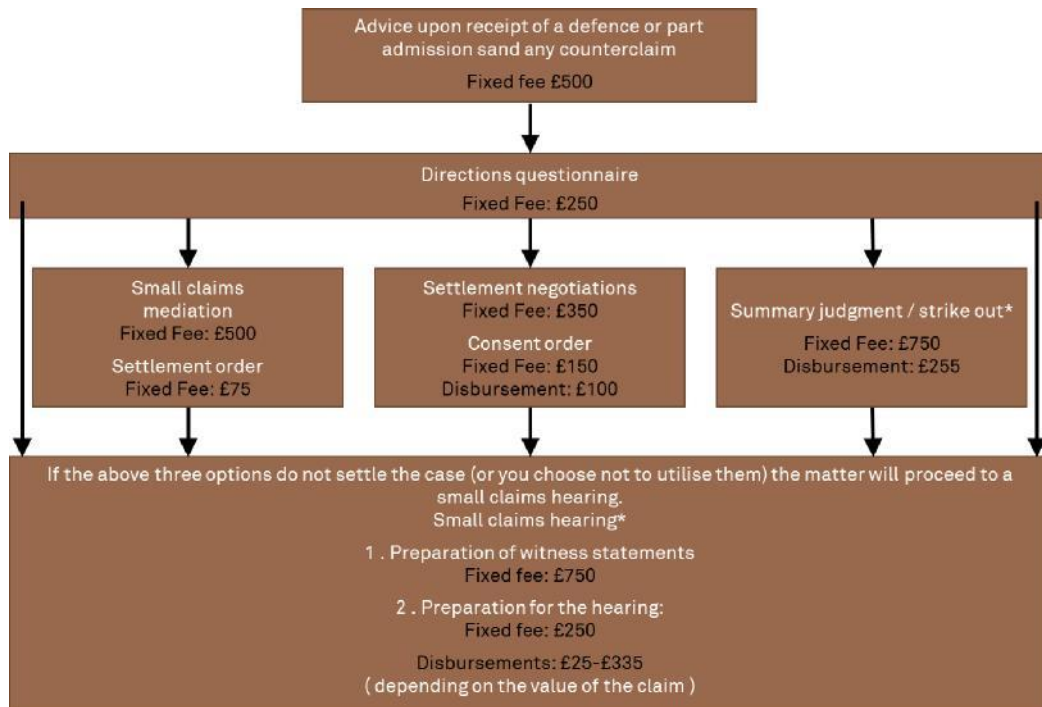 Advice upon receipt of a defence or part
admission sand any counterclaim
Fixed fee £500
Directions questionnaire
Fixed Fee: £250
Small claims
mediation
Fixed Fee: £500
Settlement order
Fixed Fee: £75
Settlement negotiations
Fixed Fee: £350
Consent order
Fixed Fee: £150
Disbursement: £100
Summary judgment / strike out*
Fixed Fee: £750
Disbursement: £255
If the above three options do not settle the case (or you choose not to utilise them) the matter will proceed to a
small claims hearing.
Small claims hearing*
1 . Preparation of witness statements
Fixed fee: £750
2 . Preparation for the hearing:
Fixed fee: £250
Disbursements: £25-£335
( depending on the value of the claim )